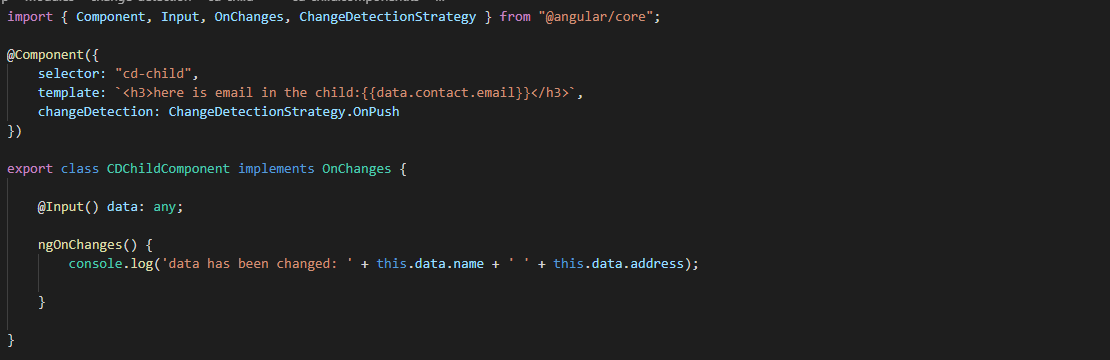 import { Component, Input, OnChanges, ChangeDetectionStrategy } from "@angular/core";
@Component({
selector: "cd-child",
template: `<h3>here is email in the child:{{data.contact.email}}</h3>`,
changeDetection: ChangeDetectionStrategy.OnPush
})
export class CDChildComponent implements OnChanges {
@Input() data: any;
ngOnChanges() {
console.log('data has been changed: ' + this.data.name + ' ' + this.data.address);
}
}